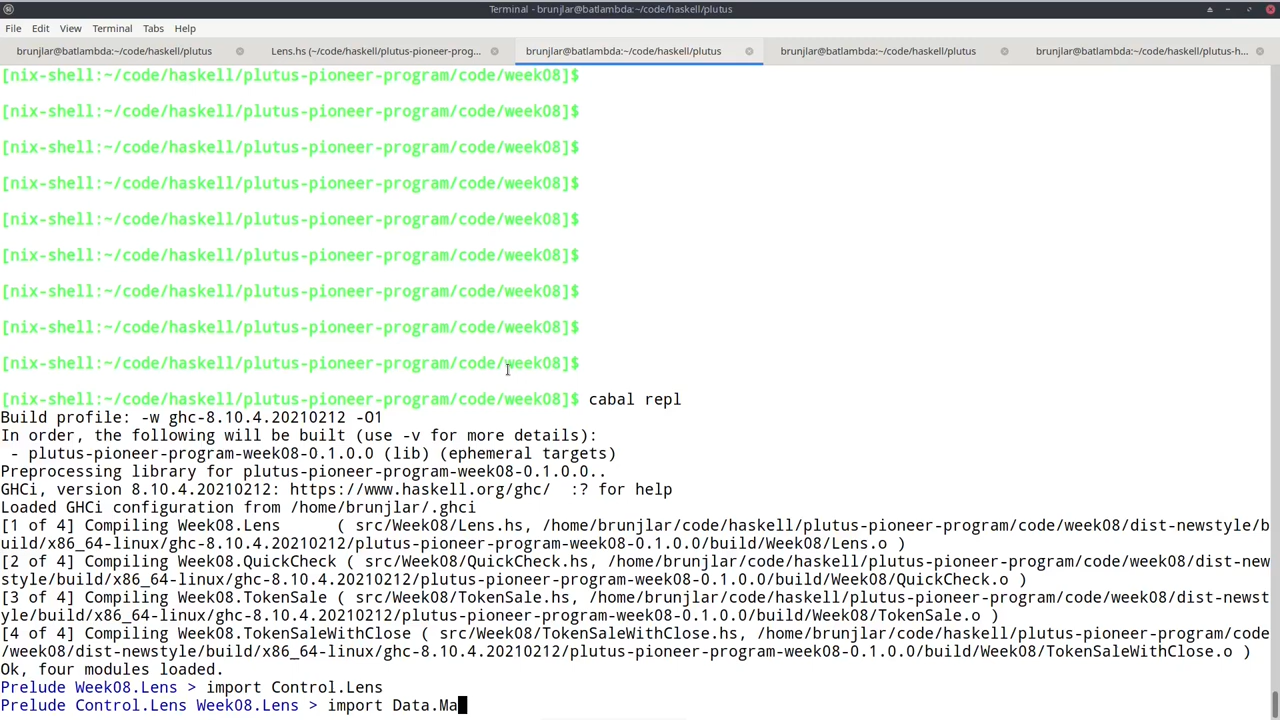 Terminal - brunjlar@batlambda:~/code/haskell/plutus
File Edit View Terminal Tabs Help
brunjlar@batlambda:~/code/haskell/plutus
Lens.hs (~/code/haskell/plutus-pioneer-prog...
brunjlar@batlambda:~/code/haskell/plutus
brunjlar@batlambda:~/code/haskell/plutus
brunjlar@batlambda:~/code/haskell/plutus-h...
[nix-shell:~/code/haskell/plutus-pioneer-program/code/week08]$
[nix-shell:~/code/haskell/plutus-pioneer-program/code/week08]$
[nix-shell:~/code/haskell/plutus-pioneer-program/code/week08]$
[nix-shell:~/code/haskell/plutus-pioneer-program/code/week08]$
[nix-shell:~/code/haskell/plutus-pioneer-program/code/week08]$
[nix-shell:~/code/haskell/plutus-pioneer-program/code/week08]$
[nix-shell:~/code/haskell/plutus-pioneer-program/code/week08]$
[nix-shell:~/code/haskell/plutus-pioneer-program/code/week08]$
[nix-shell:~/code/haskell/plutus-pioneer-program/code/week08]$
[nix-shell:~/code/haskell/plutus-pioneer-program/code/week08]$ cabal repl
Build profile: -w ghc-8.10.4.20210212 -O1
In order, the following will be built (use -v for more details):
 - plutus-pioneer-program-week08-0.1.0.0 (lib) (ephemeral targets)
Preprocessing library for plutus-pioneer-program-week08-0.1.0.0..
GHCi, version 8.10.4.20210212: https://www.haskell.org/ghc/  :? for help
Loaded GHCi configuration from /home/brunjlar/.ghci
[1 of 4] Compiling Week08.Lens      ( src/Week08/Lens.hs, /home/brunjlar/code/haskell/plutus-pioneer-program/code/week08/dist-newstyle/b
uild/x86_64-linux/ghc-8.10.4.20210212/plutus-pioneer-program-week08-0.1.0.0/build/Week08/Lens.o )
[2 of 4] Compiling Week08.QuickCheck ( src/Week08/QuickCheck.hs, /home/brunjlar/code/haskell/plutus-pioneer-program/code/week08/dist-new
style/build/x86_64-linux/ghc-8.10.4.20210212/plutus-pioneer-program-week08-0.1.0.0/build/Week08/QuickCheck.o )
[3 of 4] Compiling Week08.TokenSale ( src/Week08/TokenSale.hs, /home/brunjlar/code/haskell/plutus-pioneer-program/code/week08/dist-newst
yle/build/x86_64-linux/ghc-8.10.4.20210212/plutus-pioneer-program-week08-0.1.0.0/build/Week08/TokenSale.o )
[4 of 4] Compiling Week08.TokenSaleWithClose ( src/Week08/TokenSaleWithClose.hs, /home/brunjlar/code/haskell/plutus-pioneer-program/code
/week08/dist-newstyle/build/x86_64-linux/ghc-8.10.4.20210212/plutus-pioneer-program-week08-0.1.0.0/build/Week08/TokenSaleWithClose.o )
Ok, four modules loaded.
Prelude Week08.Lens > import Control.Lens
Prelude Control.Lens Week08.Lens > import Data.Ma